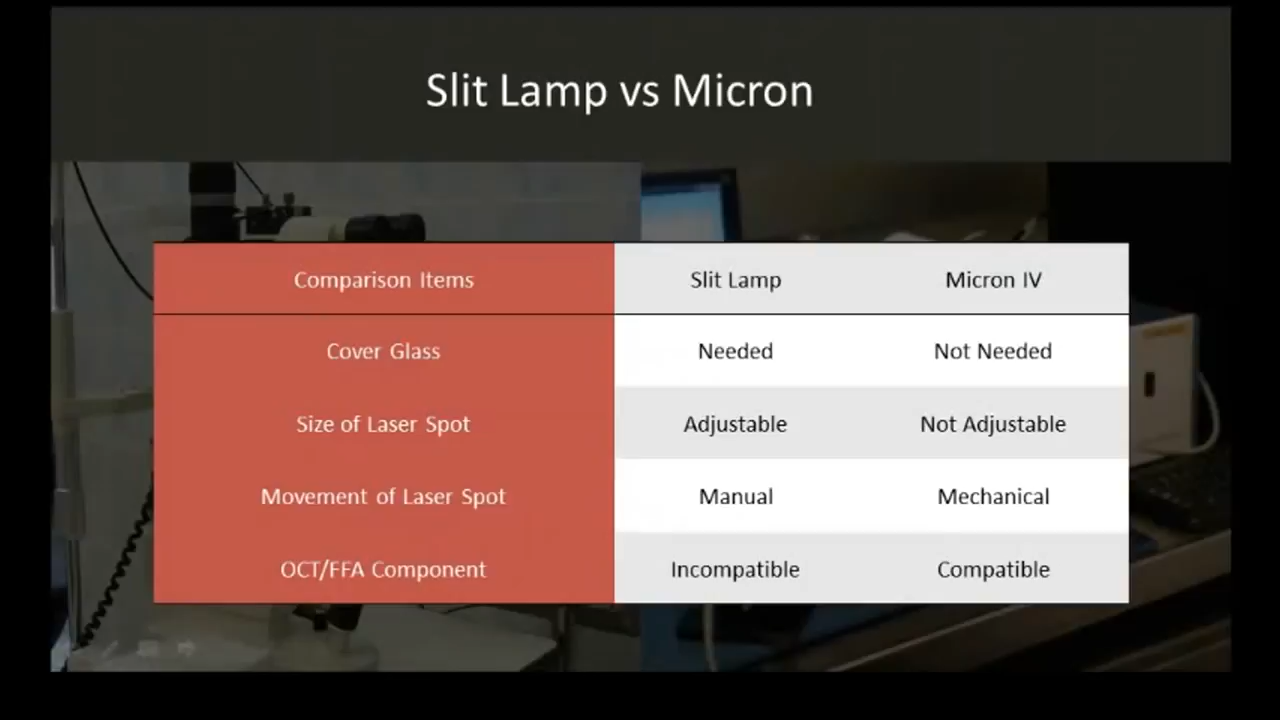 Slit Lamp vs Micron
Comparison Items Slit Lamp Micron IV
Cover Glass Needed Not Needed
Size of Laser Spot Adjustable Not Adjustable
Movement of Laser Spot Manual Mechanical
OCT/FFA Component Incompatible Compatible